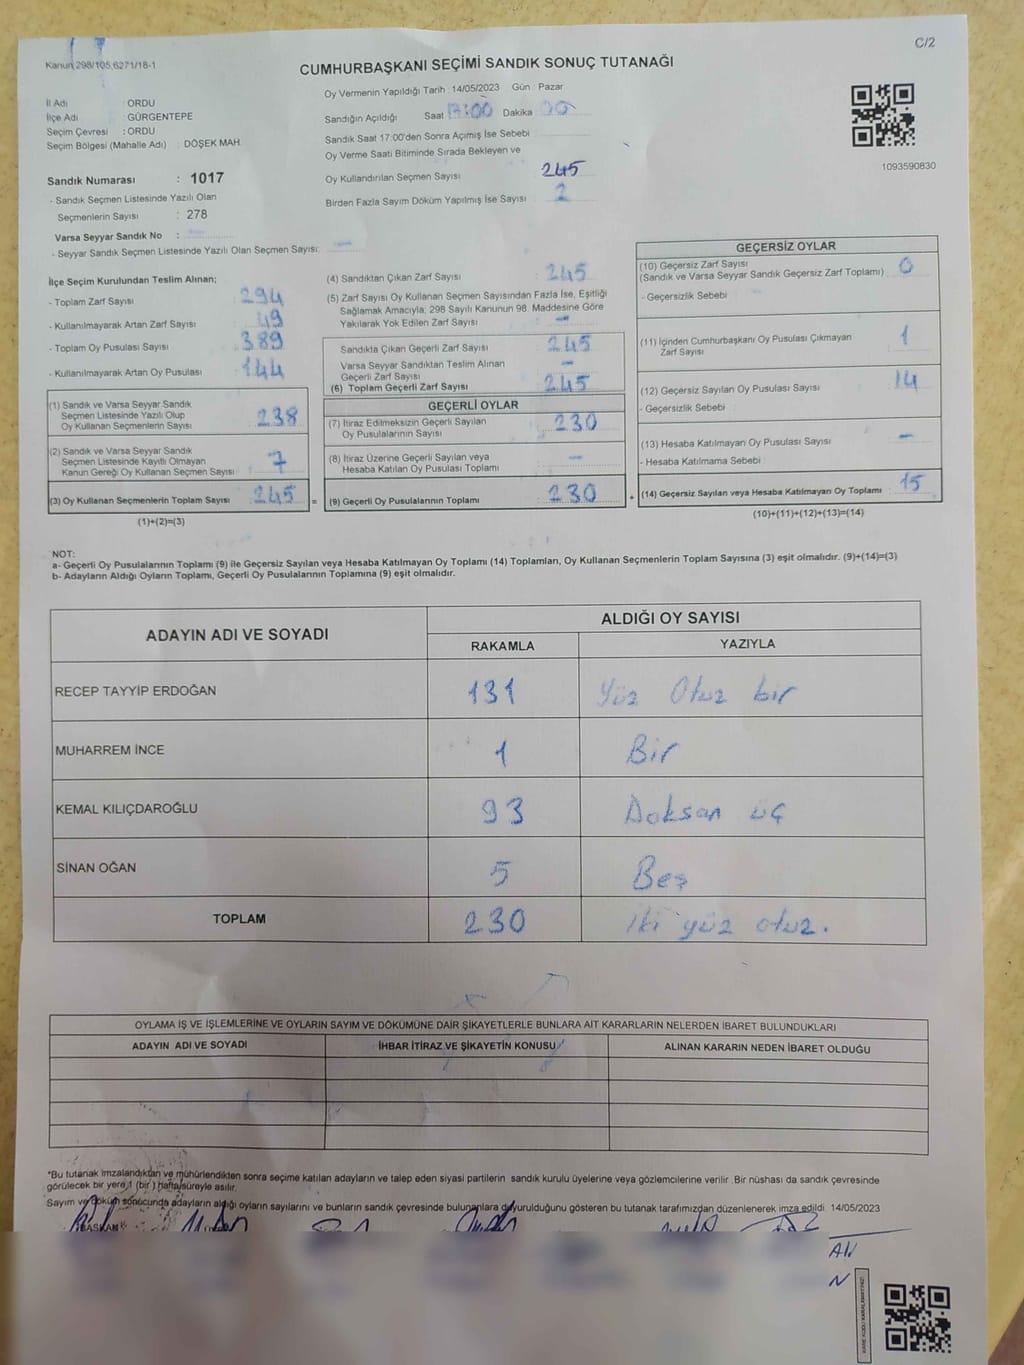 C/2
Kanun 298/105,6271/18-1
CUMHURBAŞKANI SEÇİMİ SANDIK SONUÇ TUTANAĞI
İl Adı : ORDU
İlçe Adı : GÜRGENTEPE
Seçim Çevresi : ORDU
Seçim Bölgesi (Mahalle Adı) : DÖŞEK MAH.
Sandık Numarası : 1017
- Sandık Seçmen Listesinde Yazılı Olan
Seçmenlerin Sayısı : 278
Varsa Seyyar Sandık No : -
- Seyyar Sandık Seçmen Listesinde Yazılı Olan Seçmen Sayısı: -
Oy Vermenin Yapıldığı Tarih : 14/05/2023 Gün : Pazar
Sandığın Açıldığı Saat 17:00 Dakika 00
Sandık Saat 17:00'den Sonra Açımış İse Sebebi
Oy Verme Saati Bitiminde Sırada Bekleyen ve
Oy Kullandırılan Seçmen Sayısı 245
Birden Fazla Sayım Döküm Yapılmış İse Sayısı 2
1093590830
İlçe Seçim Kurulundan Teslim Alınan;
- Toplam Zarf Sayısı 294
- Kullanılmayarak Artan Zarf Sayısı 49
- Toplam Oy Pusulası Sayısı 389
- Kullanılmayarak Artan Oy Pusulası 144
(1) Sandık ve Varsa Seyyar Sandık
Seçmen Listesinde Yazılı Olup
Oy Kullanan Seçmenlerin Sayısı 238
(2) Sandık ve Varsa Seyyar Sandık
Seçmen Listesinde Kayıtlı Olmayan
Kanun Gereği Oy Kullanan Seçmen Sayısı 7
(3) Oy Kullanan Seçmenlerin Toplam Sayısı 245 =
(1)+(2)=(3)
(4) Sandıktan Çıkan Zarf Sayısı 245
(5) Zarf Sayısı Oy Kullanan Seçmen Sayısından Fazla İse, Eşitliği
Sağlamak Amacıyla; 298 Sayılı Kanunun 98. Maddesine Göre
Yakılarak Yok Edilen Zarf Sayısı -
Sandıkta Çıkan Geçerli Zarf Sayısı 245
Varsa Seyyar Sandıktan Teslim Alınan
Geçerli Zarf Sayısı -
(6) Toplam Geçerli Zarf Sayısı 245
GEÇERLİ OYLAR
(7) İtiraz Edilmeksizin Geçerli Sayılan
Oy Pusulalarının Sayısı 230
(8) İtiraz Üzerine Geçerli Sayılan veya
Hesaba Katılan Oy Pusulası Toplamı -
(9) Geçerli Oy Pusulalarının Toplamı 230 +
GEÇERSİZ OYLAR
(10) Geçersiz Zarf Sayısı 0
(Sandık ve Varsa Seyyar Sandık Geçersiz Zarf Toplamı)
- Geçersizlik Sebebi
(11) İçinden Cumhurbaşkanı Oy Pusulası Çıkmayan
Zarf Sayısı 1
(12) Geçersiz Sayılan Oy Pusulası Sayısı 14
- Geçersizlik Sebebi
(13) Hesaba Katılmayan Oy Pusulası Sayısı -
- Hesaba Katılmama Sebebi
(14) Geçersiz Sayılan veya Hesaba Katılmayan Oy Toplamı 15
(10)+(11)+(12)+(13)=(14)
NOT:
a- Geçerli Oy Pusulalarının Toplamı (9) ile Geçersiz Sayılan veya Hesaba Katılmayan Oy Toplamı (14) Toplamları, Oy Kullanan Seçmenlerin Toplam Sayısına (3) eşit olmalıdır. (9)+(14)=(3)
b- Adayların Aldığı Oyların Toplamı, Geçerli Oy Pusulalarının Toplamına (9) eşit olmalıdır.
ADAYIN ADI VE SOYADI
ALDIĞI OY SAYISI
RAKAMLA YAZIYLA
RECEP TAYYİP ERDOĞAN 131 Yüz Otuz bir
MUHARREM İNCE 1 Bir
KEMAL KILIÇDAROĞLU 93 Doksan üç
SİNAN OĞAN 5 Beş
TOPLAM 230 İki yüz otuz.
OYLAMA İŞ VE İŞLEMLERİNE VE OYLARIN SAYIM VE DÖKÜMÜNE DAİR ŞİKAYETLERLE BUNLARA AİT KARARLARIN NELERDEN İBARET BULUNDUKLARI
ADAYIN ADI VE SOYADI İHBAR İTİRAZ VE ŞİKAYETİN KONUSU ALINAN KARARIN NEDEN İBARET OLDUĞU
*Bu tutanak imzalandıktan ve mühürlendikten sonra seçime katılan adayların ve talep eden siyasi partilerin sandık kurulu üyelerine veya gözlemcilerine verilir. Bir nüshası da sandık çevresinde
görülecek bir yere 1 (bir) hafta süreyle asılır.
Sayım ve döküm sonucunda adayların aldığı oyların sayılarını ve bunların sandık çevresinde bulunanlara duyurulduğunu gösteren bu tutanak tarafımızdan düzenlenerek imza edildi. 14/05/2023
BAŞKAN